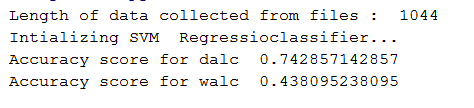 Length of data collected from files :  1044
Intializing SVM  Regressioclassifier...
Accuracy score for dalc  0.742857142857
Accuracy score for walc  0.438095238095